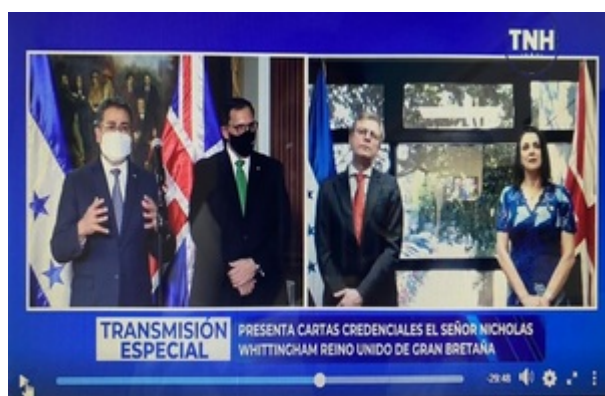 TNH
TRANSMISIÓN
ESPECIAL
PRESENTA CARTAS CREDENCIALES EL SEÑOR NICHOLAS
WHITTINGHAM REINO UNIDO DE GRAN BRETAÑA
-29:48